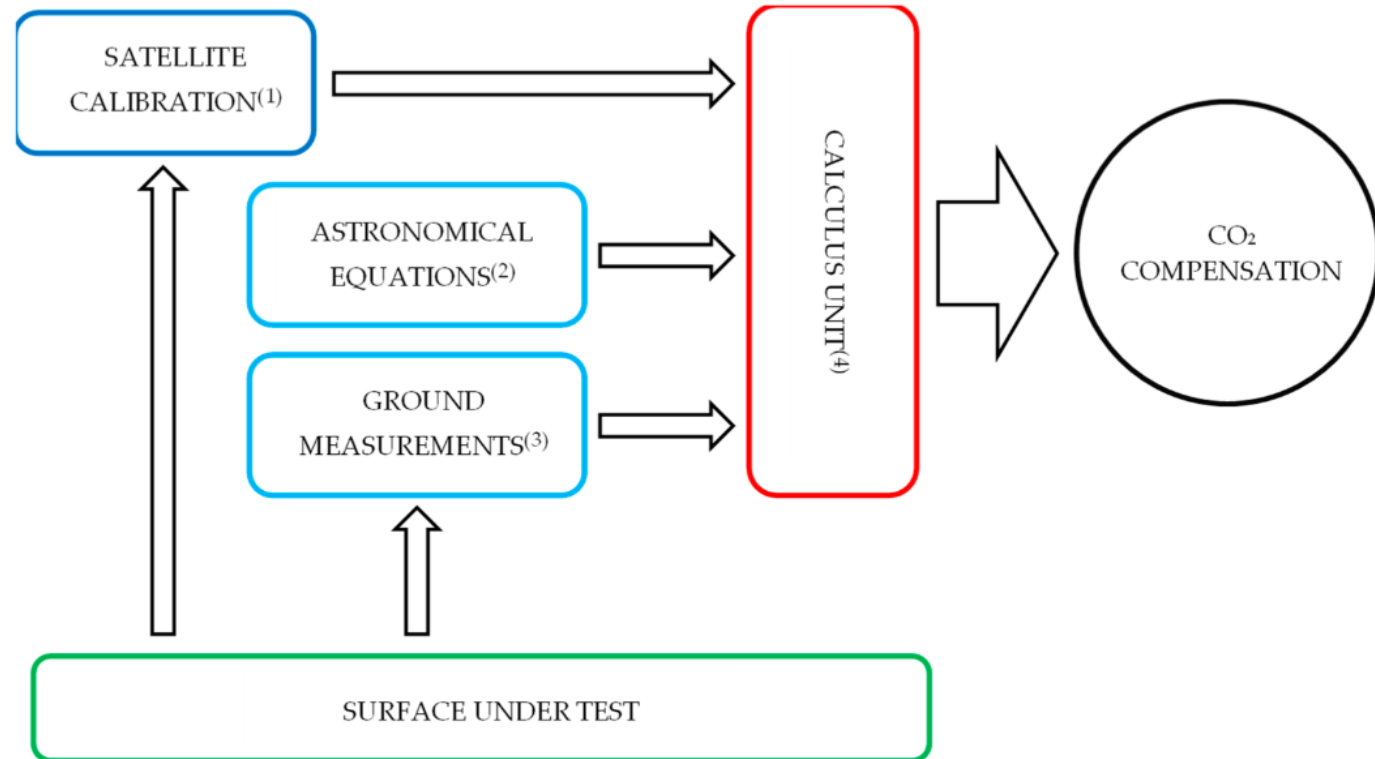 SATELLITE
CALIBRATION⁽¹⁾
ASTRONOMICAL
EQUATIONS⁽²⁾
GROUND
MEASUREMENTS⁽³⁾
CALCULUS UNIT⁽⁴⁾
CO₂
COMPENSATION
SURFACE UNDER TEST